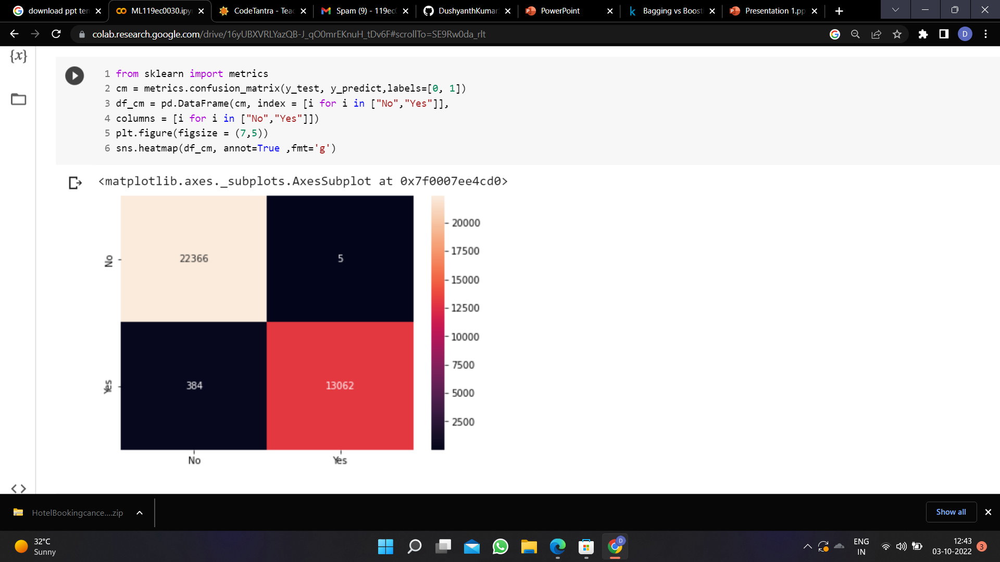 download ppt ten
ML119ec0030.ipy
CodeTantra - Teac
Spam (9) - 119ec0
DushyanthKumar
PowerPoint
Bagging vs Boosti
Presentation 1.pp
colab.research.google.com/drive/16yUBXVRLYazQB-J_qO0mrEKnuH_tDv6F#scrollTo=SE9Rw0da_rlt
D
{x}
1 from sklearn import metrics
2 cm = metrics.confusion_matrix(y_test, y_predict,labels=[0, 1])
3 df_cm = pd.DataFrame(cm, index = [i for i in ["No","Yes"]],
4 columns = [i for i in ["No","Yes"]])
5 plt.figure(figsize = (7,5))
6 sns.heatmap(df_cm, annot=True ,fmt='g')
<matplotlib.axes._subplots.AxesSubplot at 0x7f0007ee4cd0>
No
22366
5
Yes
384
13062
No
Yes
20000
17500
15000
12500
10000
7500
5000
2500
HotelBookingcance....zip
Show all
32°C
Sunny
D
ENG
IN
12:43
03-10-2022
3